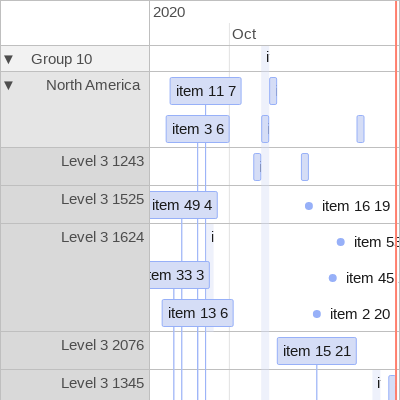 2020
Oct
▼ Group 10
i
▼ North America
item 11 7
item 3 6
Level 3 1243
Level 3 1525
item 49 4
item 16 19
Level 3 1624
i
item 33 3
item 45
item 13 6
item 2 20
Level 3 2076
item 15 21
Level 3 1345
i